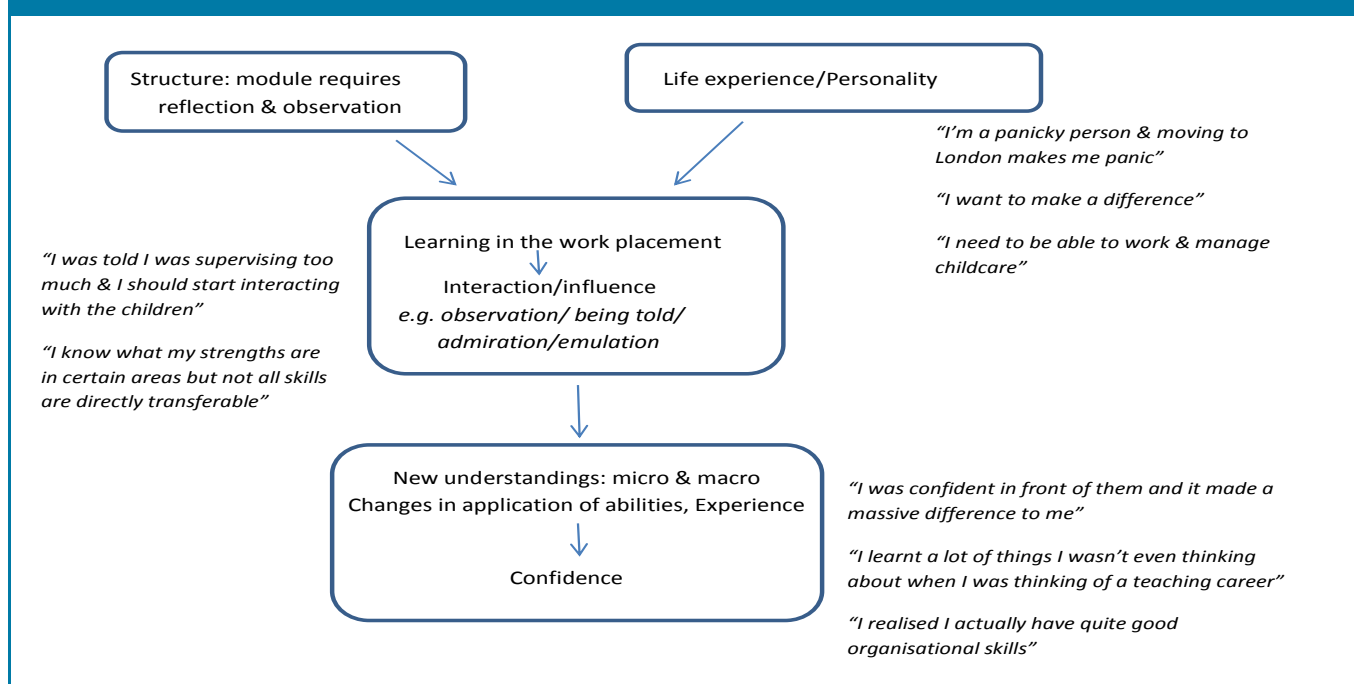 Structure: module requires
reflection & observation
Life experience/Personality
“I’m a panicky person & moving to
London makes me panic”
“I want to make a difference”
“I need to be able to work & manage
childcare”
Learning in the work placement
Interaction/influence
e.g. observation/ being told/
admiration/emulation
“I was told I was supervising too
much & I should start interacting
with the children”
“I know what my strengths are
in certain areas but not all skills
are directly transferable”
New understandings: micro & macro
Changes in application of abilities, Experience
Confidence
“I was confident in front of them and it made a
massive difference to me”
“I learnt a lot of things I wasn’t even thinking
about when I was thinking of a teaching career”
“I realised I actually have quite good
organisational skills”